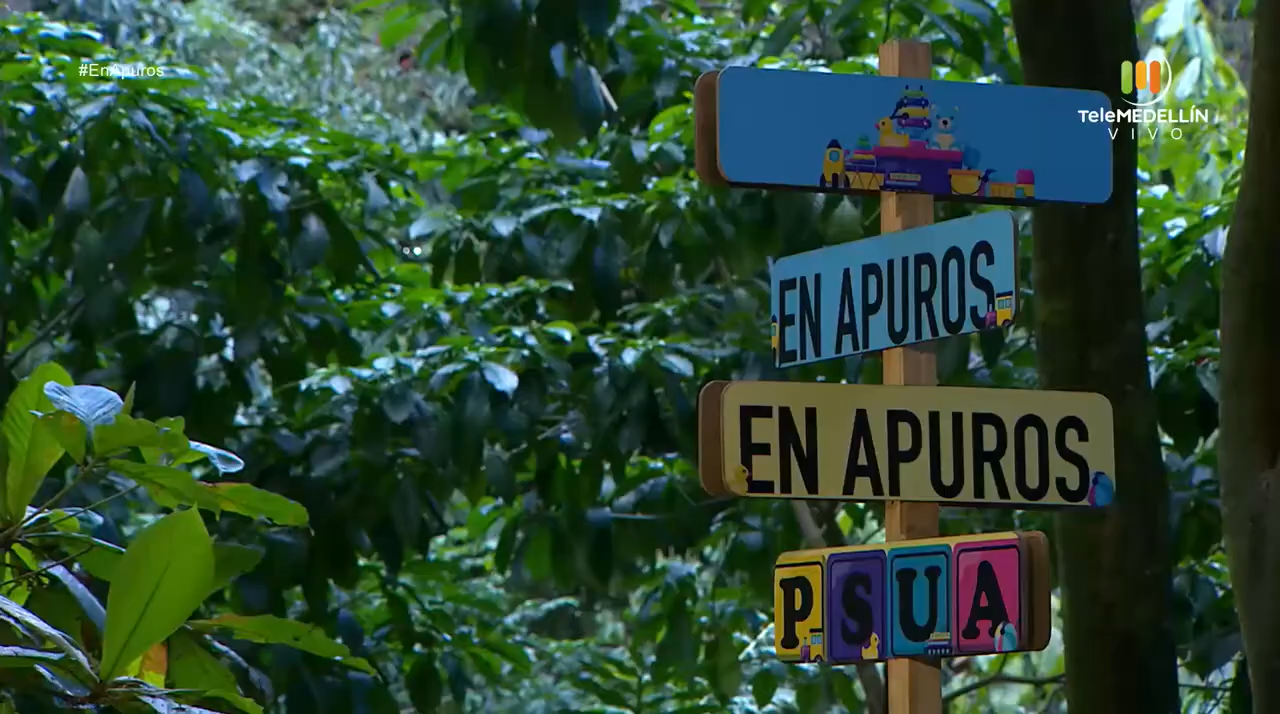 #EnApuros
TeleMEDELLÍN
VIVO
EN APUROS
EN APUROS
PSUA